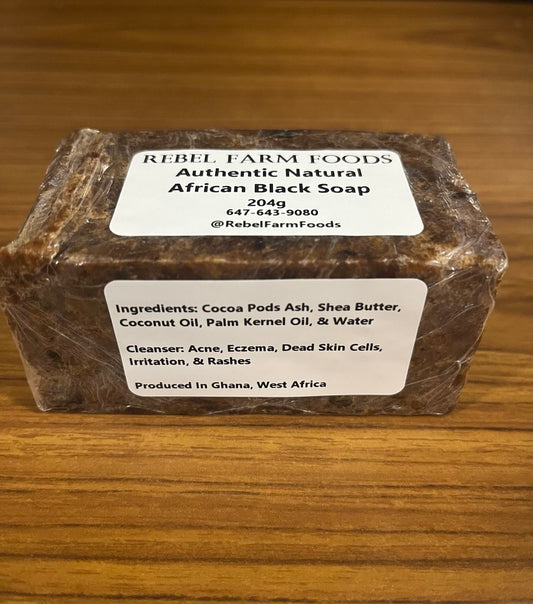 REBEL FARM FOODS
Authentic Natural
African Black Soap
204g
647-643-9080
@RebelFarmFoods
Ingredients: Cocoa Pods Ash, Shea Butter,
Coconut Oil, Palm Kernel Oil, & Water
Cleanser: Acne, Eczema, Dead Skin Cells,
Irritation, & Rashes
Produced In Ghana, West Africa